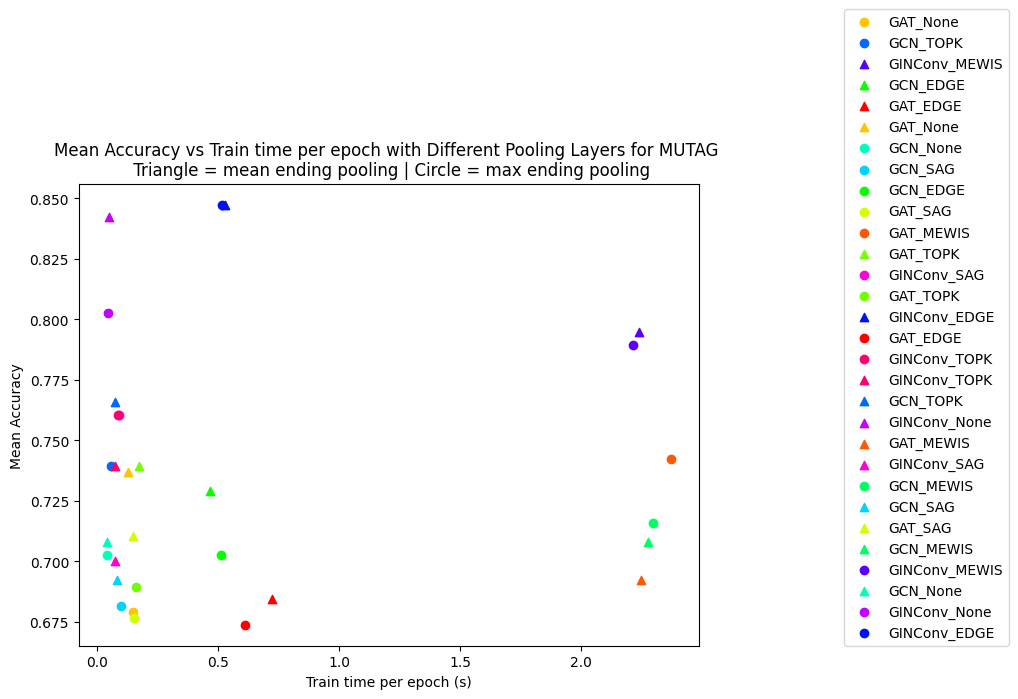 Mean Accuracy vs Train time per epoch with Different Pooling Layers for MUTAG
Triangle = mean ending pooling | Circle = max ending pooling
Mean Accuracy
0.850
0.825
0.800
0.775
0.750
0.725
0.700
0.675
0.0
0.5
1.0
1.5
2.0
Train time per epoch (s)
GAT_None
GCN_TOPK
GINConv_MEWIS
GCN_EDGE
GAT_EDGE
GAT_None
GCN_None
GCN_SAG
GCN_EDGE
GAT_SAG
GAT_MEWIS
GAT_TOPK
GINConv_SAG
GAT_TOPK
GINConv_EDGE
GAT_EDGE
GINConv_TOPK
GINConv_TOPK
GCN_TOPK
GINConv_None
GAT_MEWIS
GINConv_SAG
GCN_MEWIS
GCN_SAG
GAT_SAG
GCN_MEWIS
GINConv_MEWIS
GCN_None
GINConv_None
GINConv_EDGE